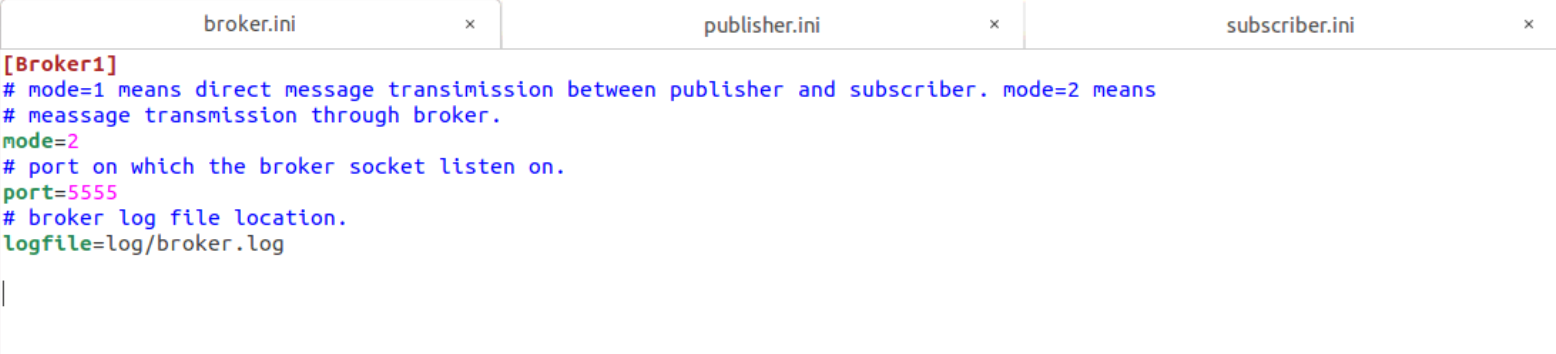 broker.ini × publisher.ini × subscriber.ini ×
[Broker1]
# mode=1 means direct message transimission between publisher and subscriber. mode=2 means
# meassage transmission through broker.
mode=2
# port on which the broker socket listen on.
port=5555
# broker log file location.
logfile=log/broker.log